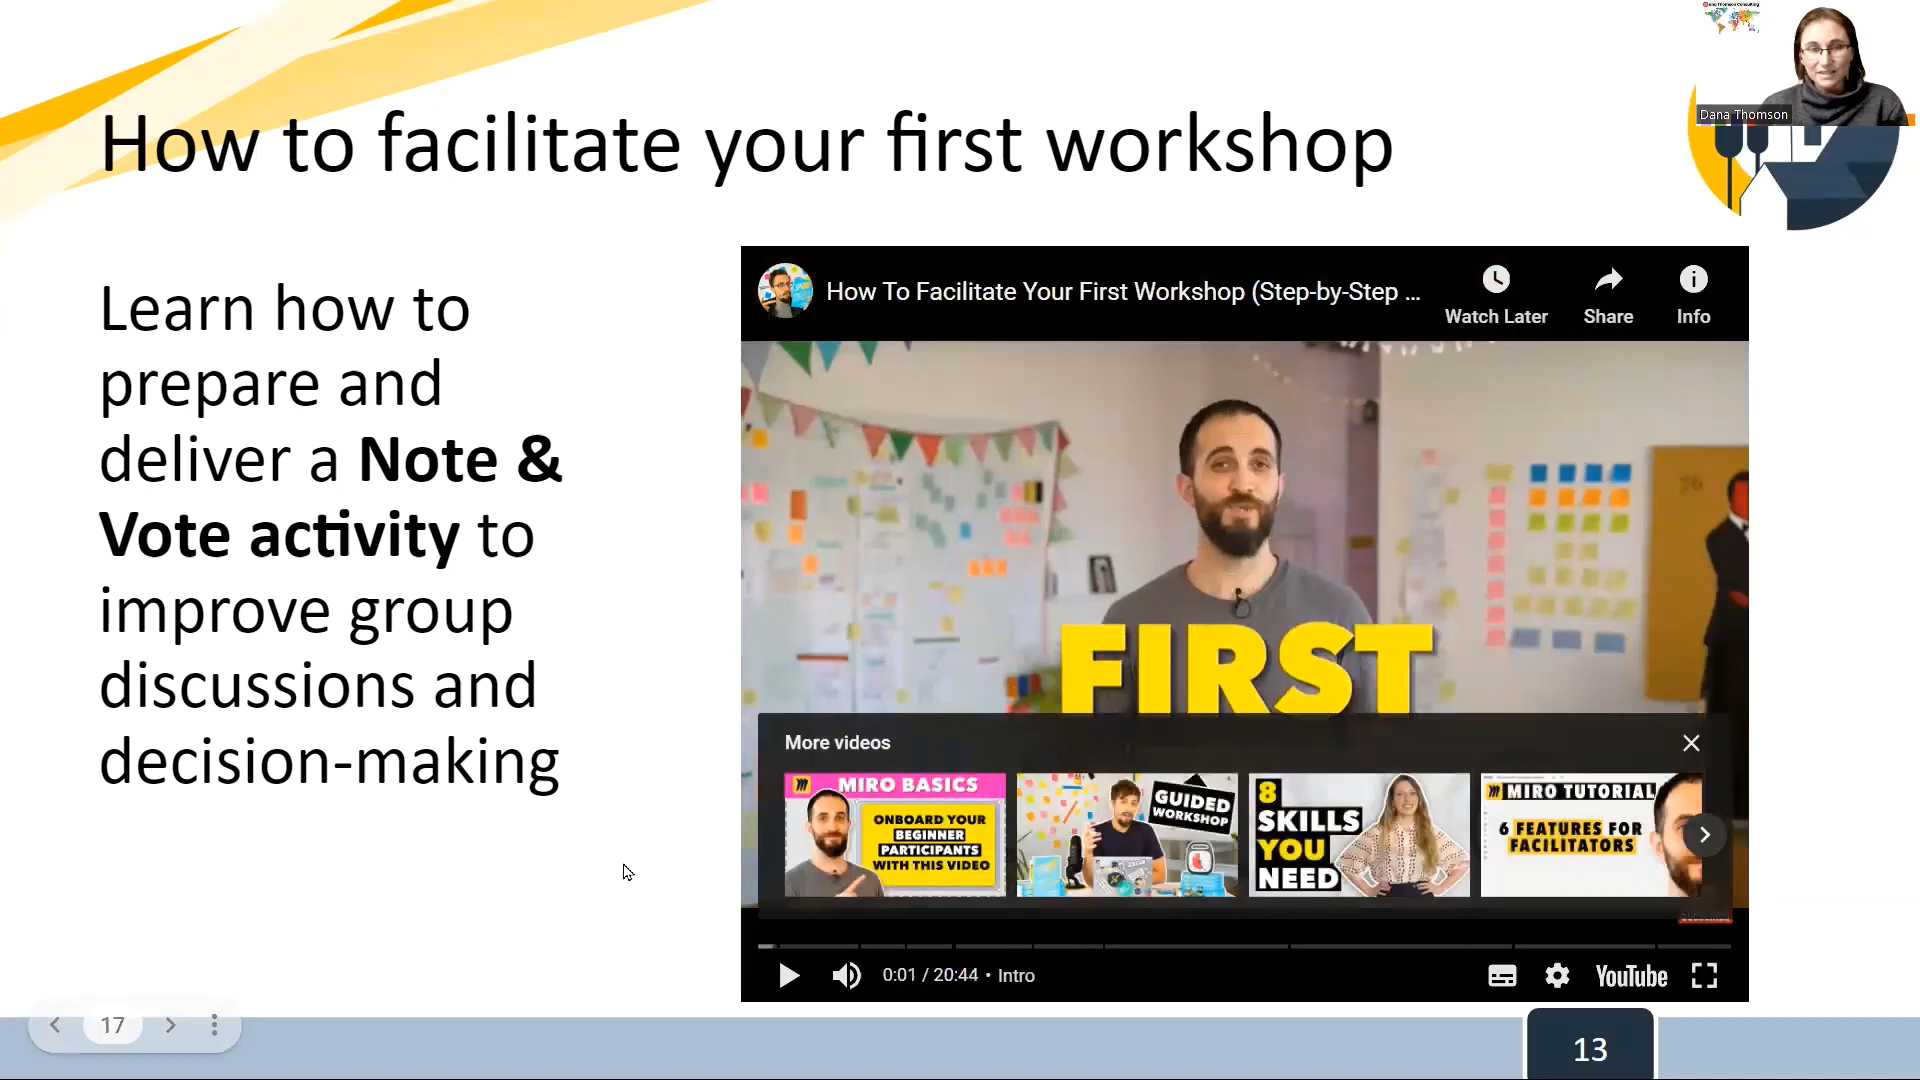 Dana Thomson Consulting
Dana Thomson
How to facilitate your first workshop
Learn how to
prepare and
deliver a Note &
Vote activity to
improve group
discussions and
decision-making
How To Facilitate Your First Workshop (Step-by-Step ...
Watch Later
Share
Info
FIRST
More videos
MIRO BASICS
ONBOARD YOUR
BEGINNER
PARTICIPANTS
WITH THIS VIDEO
GUIDED
WORKSHOP
8
SKILLS
YOU
NEED
MIRO TUTORIAL
6 FEATURES FOR
FACILITATORS
0:01 / 20:44 • Intro
YouTube
17
13